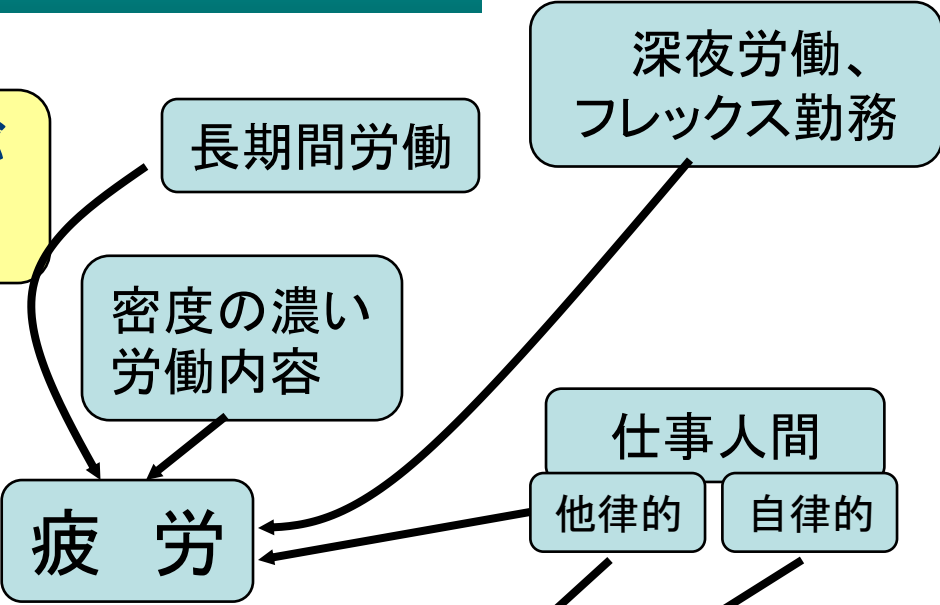 深夜労働、
フレックス勤務
長期間労働
密度の濃い
労働内容
仕事人間
他律的
自律的
疲 労